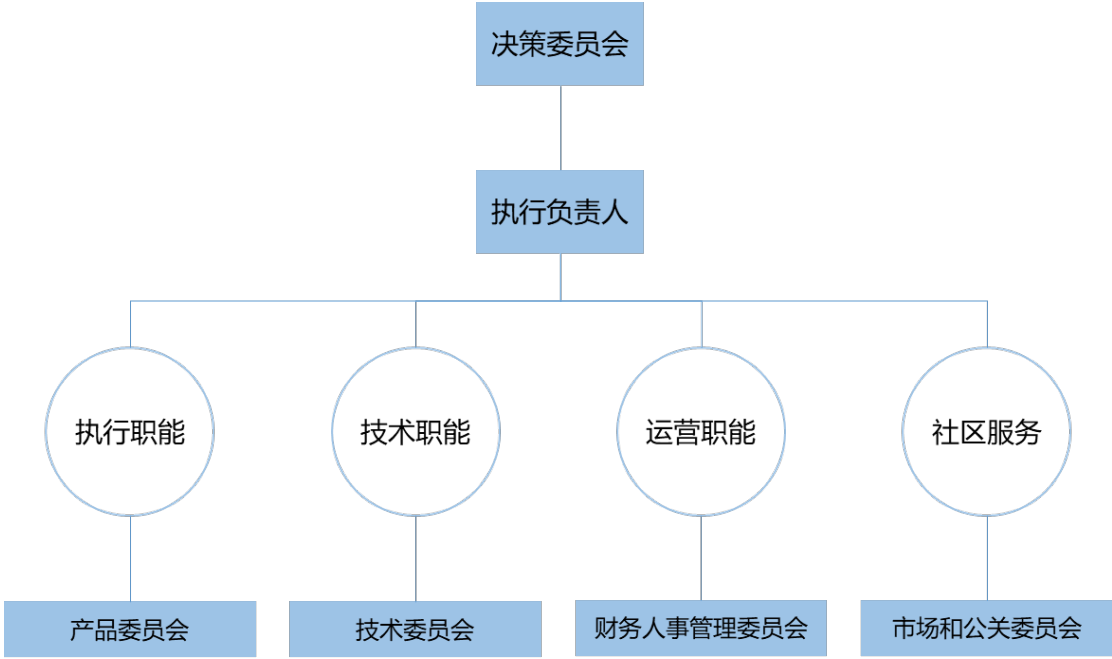 决策委员会
执行负责人
执行职能
技术职能
运营职能
社区服务
产品委员会
技术委员会
财务人事管理委员会
市场和公关委员会